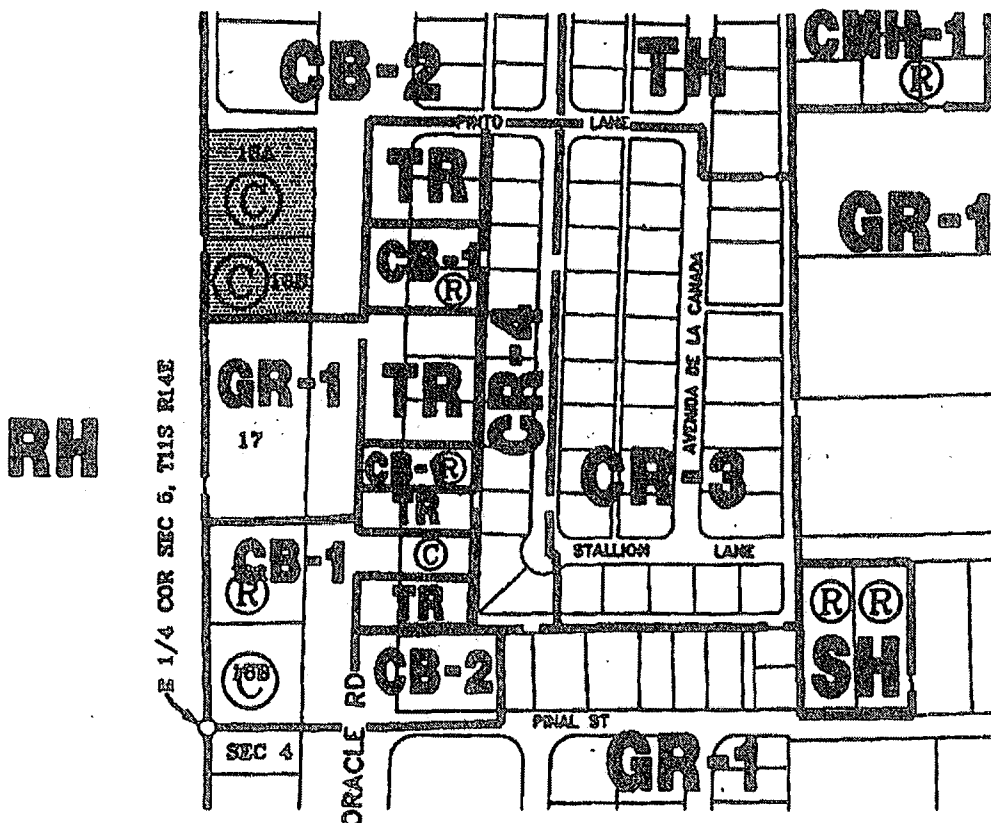 CB-2
TH
CMH-1
R
PINTO LANE
TR
C
CB-1
R
GR-1
C
AVENIDA DE LA CANADA
CR-4
GR-1
TR
17
RH
CB-1
R
CR-3
TR
E 1/4 COR SEC 5, T11S R14E
C
STALLION LANE
CB-1
R
TR
R
R
SH
C
CB-2
ORACLE RD
PINAL ST
SEC 4
GR-1